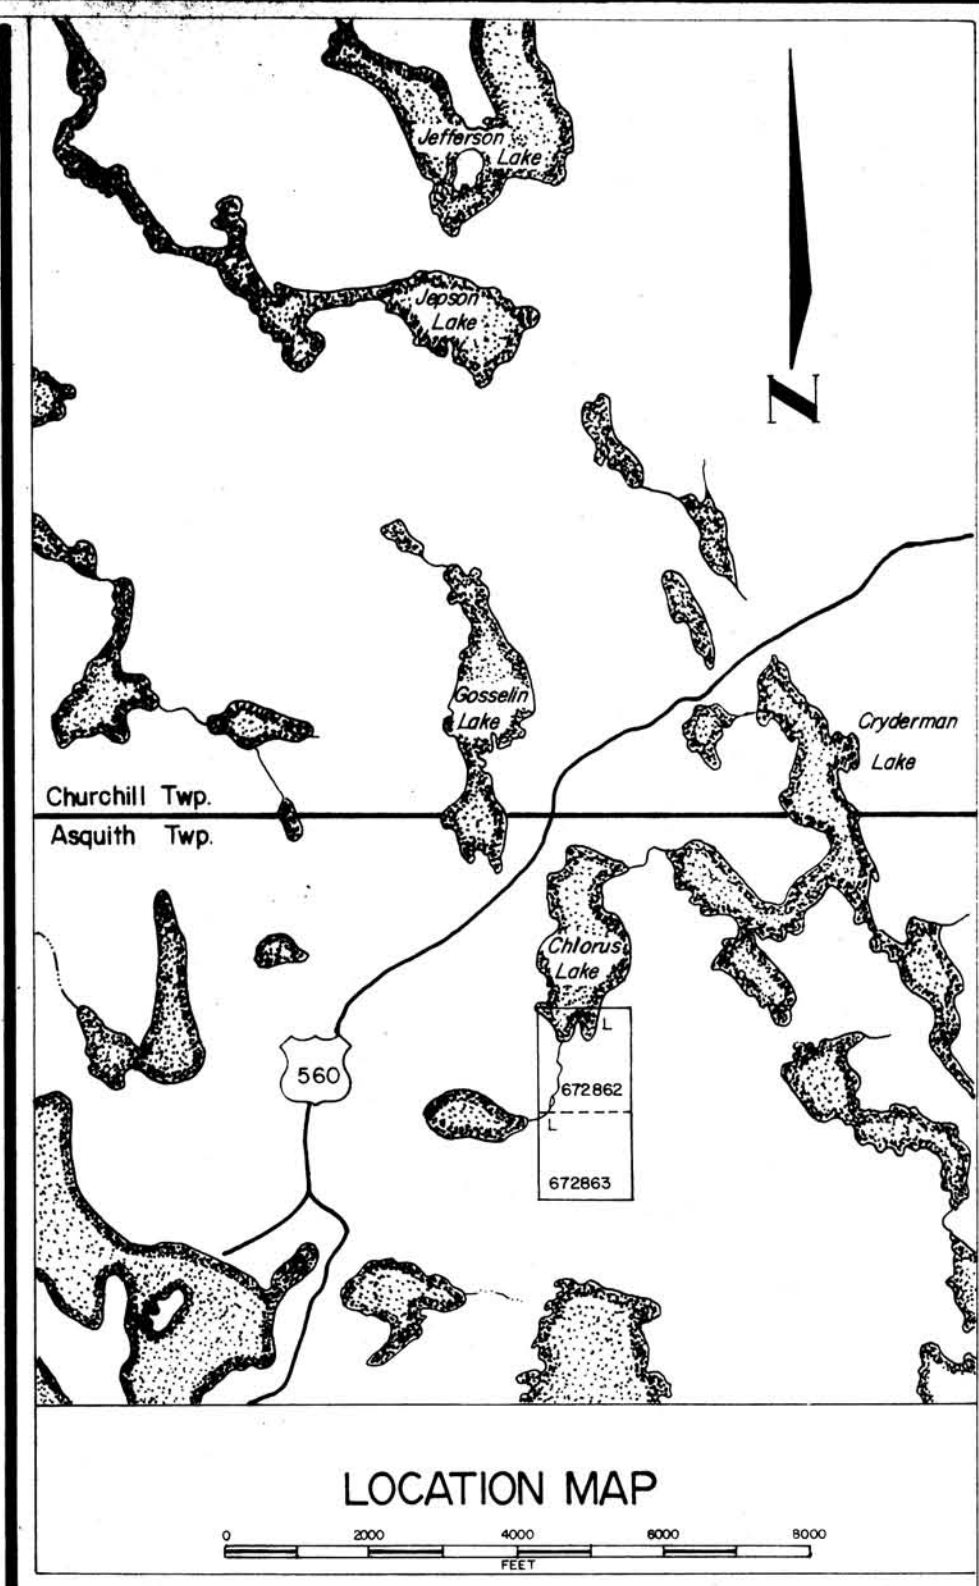 Jefferson
Lake
Jepson
Lake
N
Gosselin
Lake
Cryderman
Lake
Churchill Twp.
Asquith Twp.
Chlorus
Lake
L
560
672862
L
672863
LOCATION MAP
0 2000 4000 6000 8000
FEET